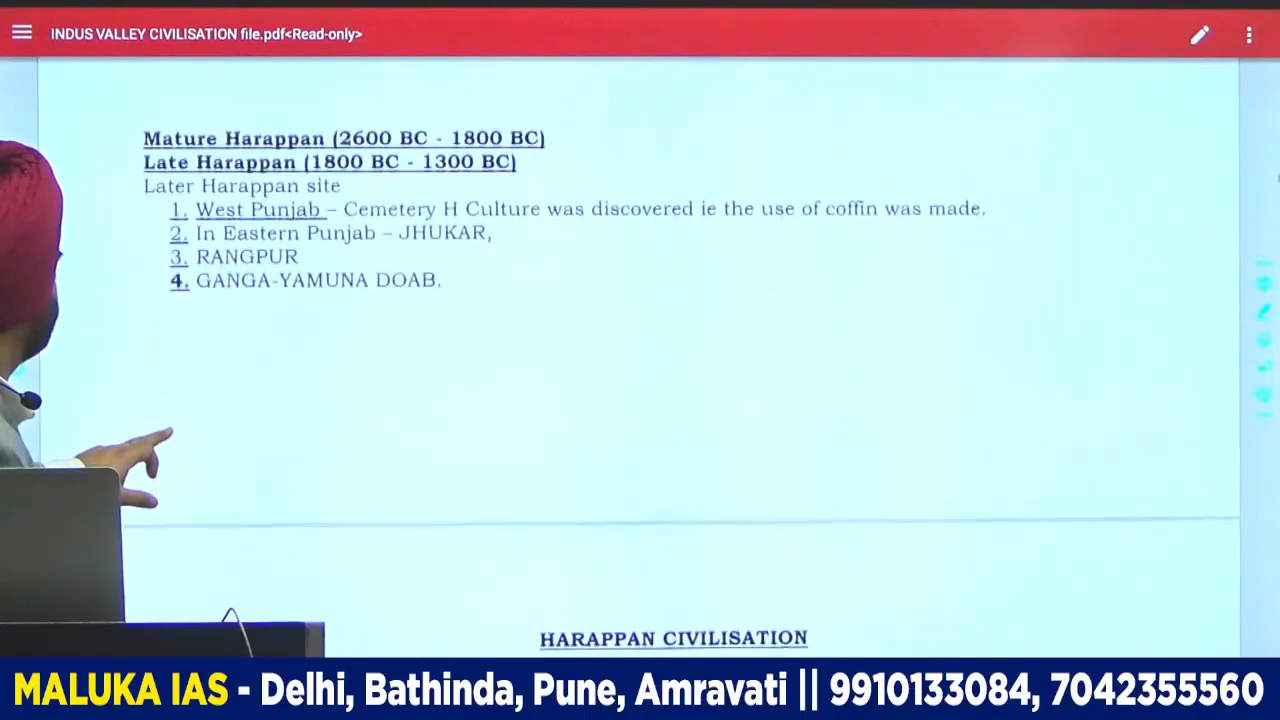 INDUS VALLEY CIVILISATION file.pdf<Read-only>
Mature Harappan (2600 BC - 1800 BC)
Late Harappan (1800 BC - 1300 BC)
Later Harappan site
1. West Punjab – Cemetery H Culture was discovered ie the use of coffin was made.
2. In Eastern Punjab – JHUKAR,
3. RANGPUR
4. GANGA-YAMUNA DOAB.
HARAPPAN CIVILISATION
MALUKA IAS - Delhi, Bathinda, Pune, Amravati || 9910133084, 7042355560